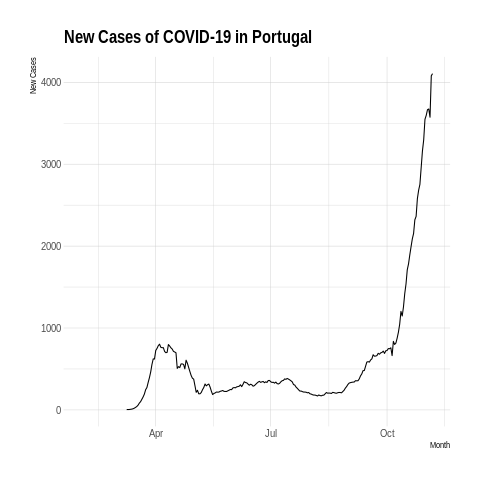 New Cases of COVID-19 in Portugal
New Cases
4000
3000
2000
1000
0
Apr
Jul
Oct
Month